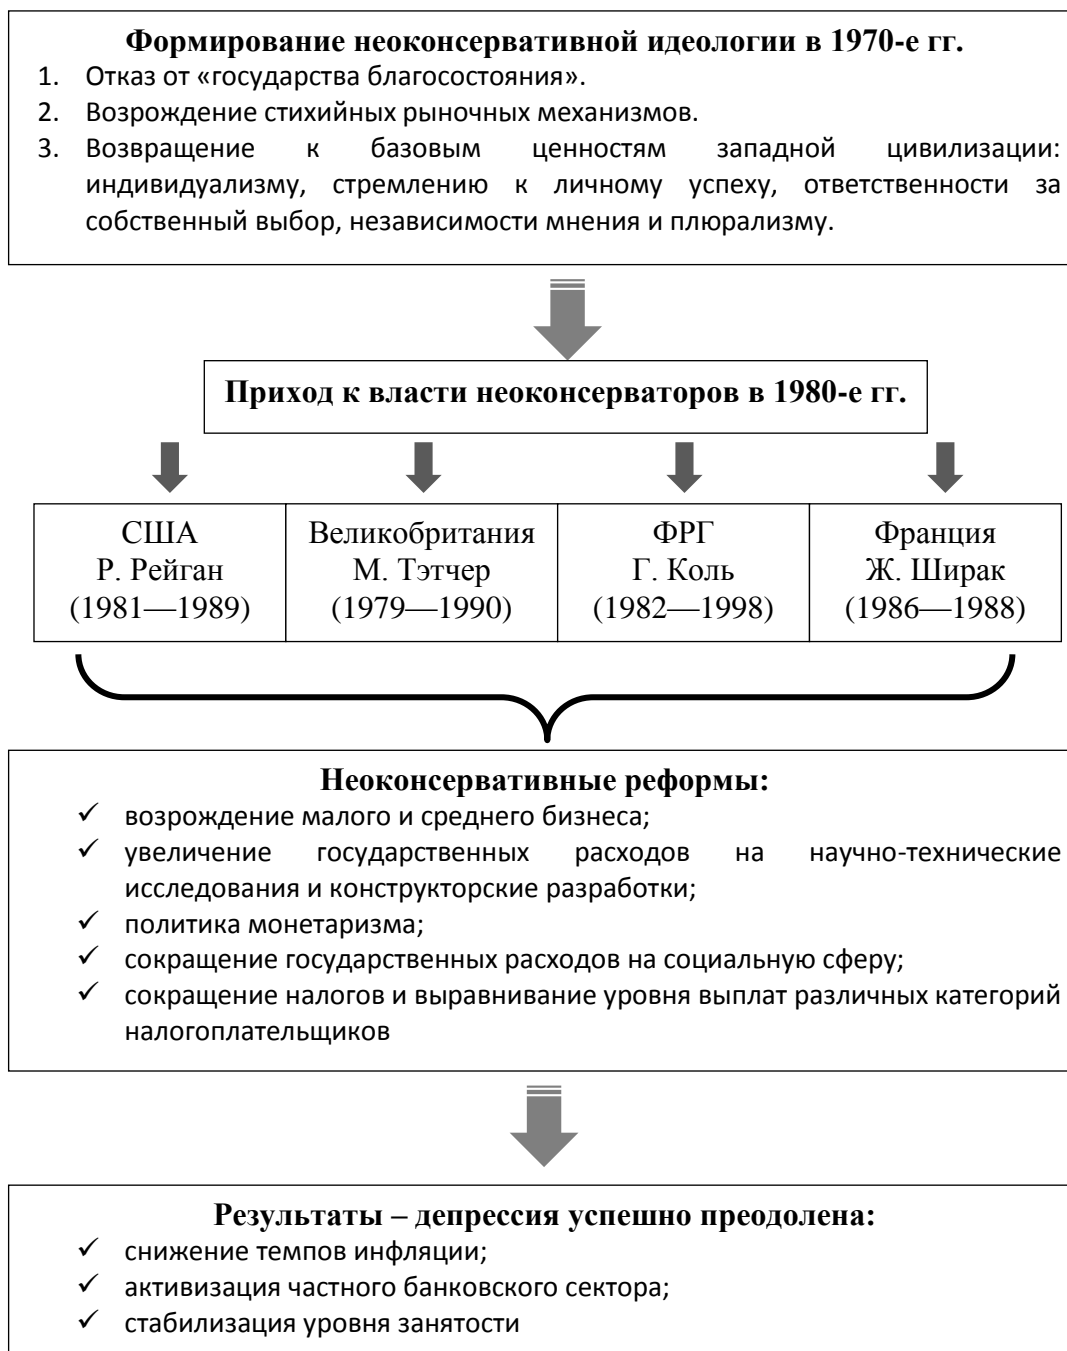 Формирование неоконсервативной идеологии в 1970-е гг.
1. Отказ от «государства благосостояния».
2. Возрождение стихийных рыночных механизмов.
3. Возвращение к базовым ценностям западной цивилизации:
индивидуализму, стремлению к личному успеху, ответственности за
собственный выбор, независимости мнения и плюрализму.
Приход к власти неоконсерваторов в 1980-е гг.
США
Р. Рейган
(1981—1989)
Великобритания
М. Тэтчер
(1979—1990)
ФРГ
Г. Коль
(1982—1998)
Франция
Ж. Ширак
(1986—1988)
Неоконсервативные реформы:
✓ возрождение малого и среднего бизнеса;
✓ увеличение государственных расходов на научно-технические
исследования и конструкторские разработки;
✓ политика монетаризма;
✓ сокращение государственных расходов на социальную сферу;
✓ сокращение налогов и выравнивание уровня выплат различных категорий
налогоплательщиков
Результаты – депрессия успешно преодолена:
✓ снижение темпов инфляции;
✓ активизация частного банковского сектора;
✓ стабилизация уровня занятости